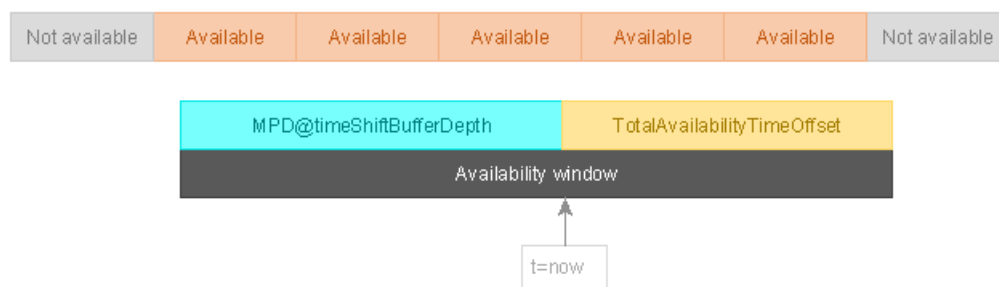 Not available Available Available Available Available Available Not available
MPD@timeShiftBufferDepth TotalAvailabilityTimeOffset
Availability window
t=now